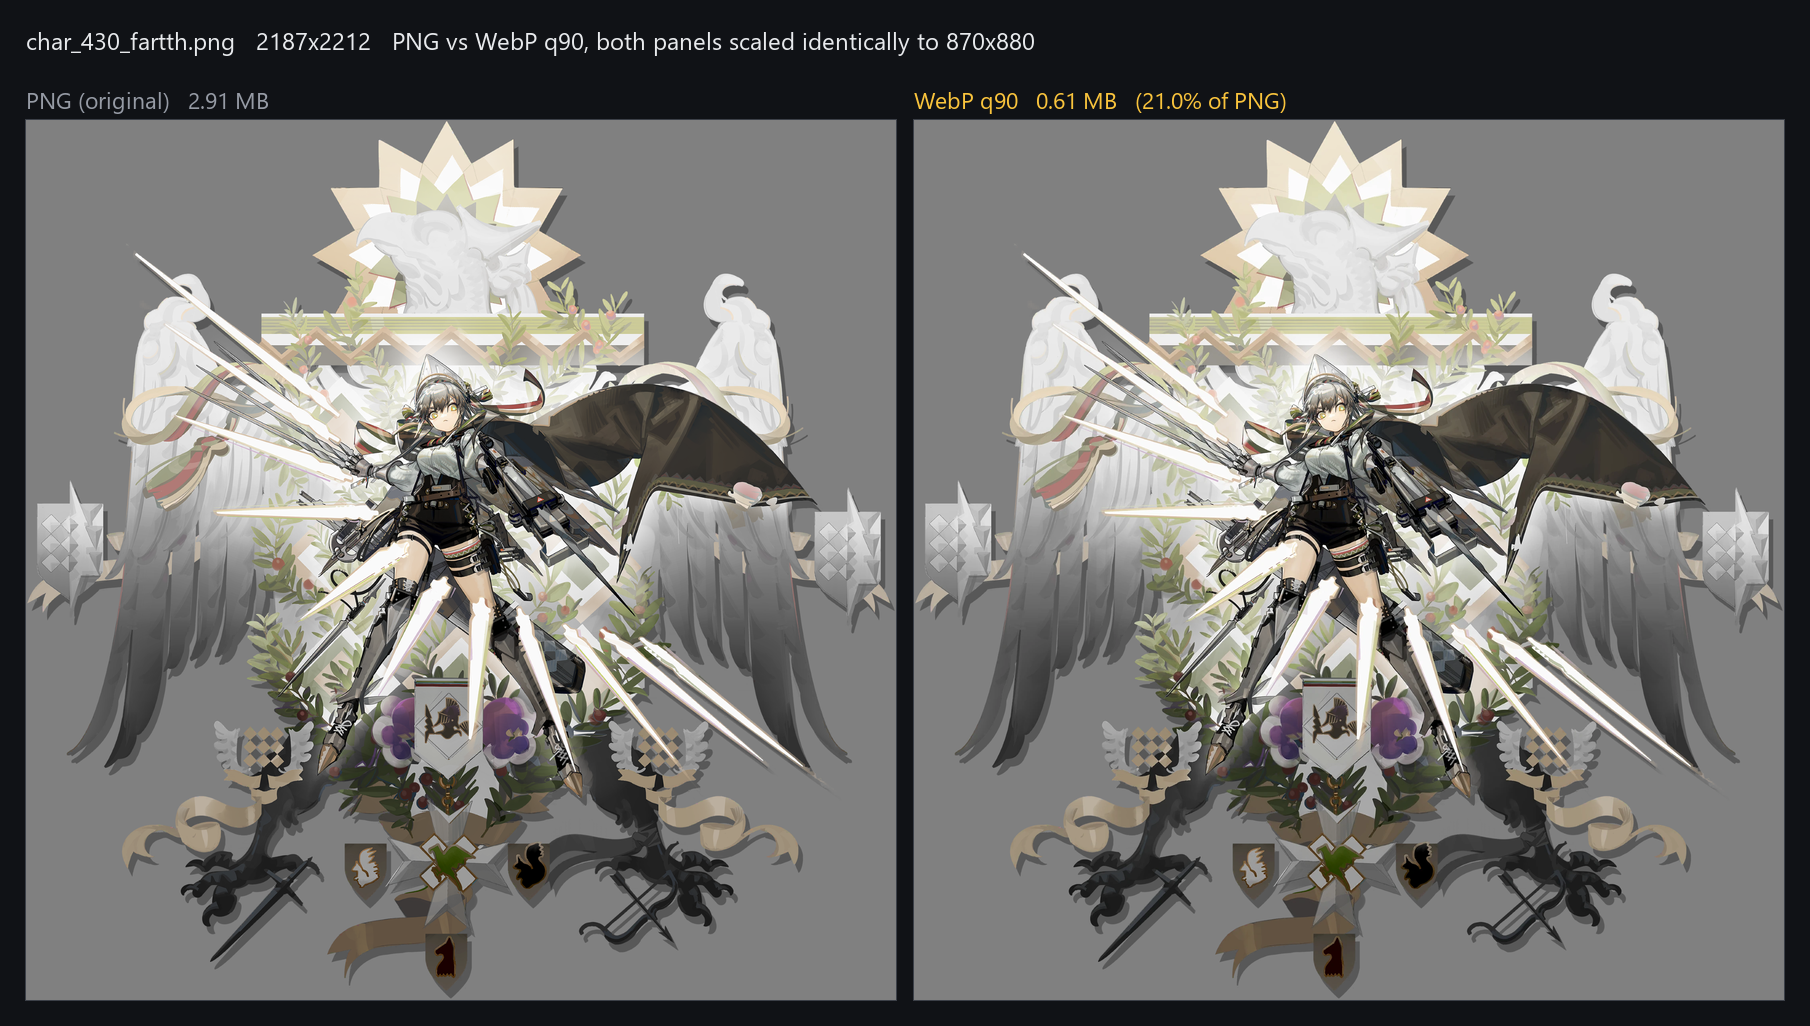 char_430_fartth.png 2187x2212 PNG vs WebP q90, both panels scaled identically to 870x880
PNG (original) 2.91 MB
WebP q90 0.61 MB (21.0% of PNG)